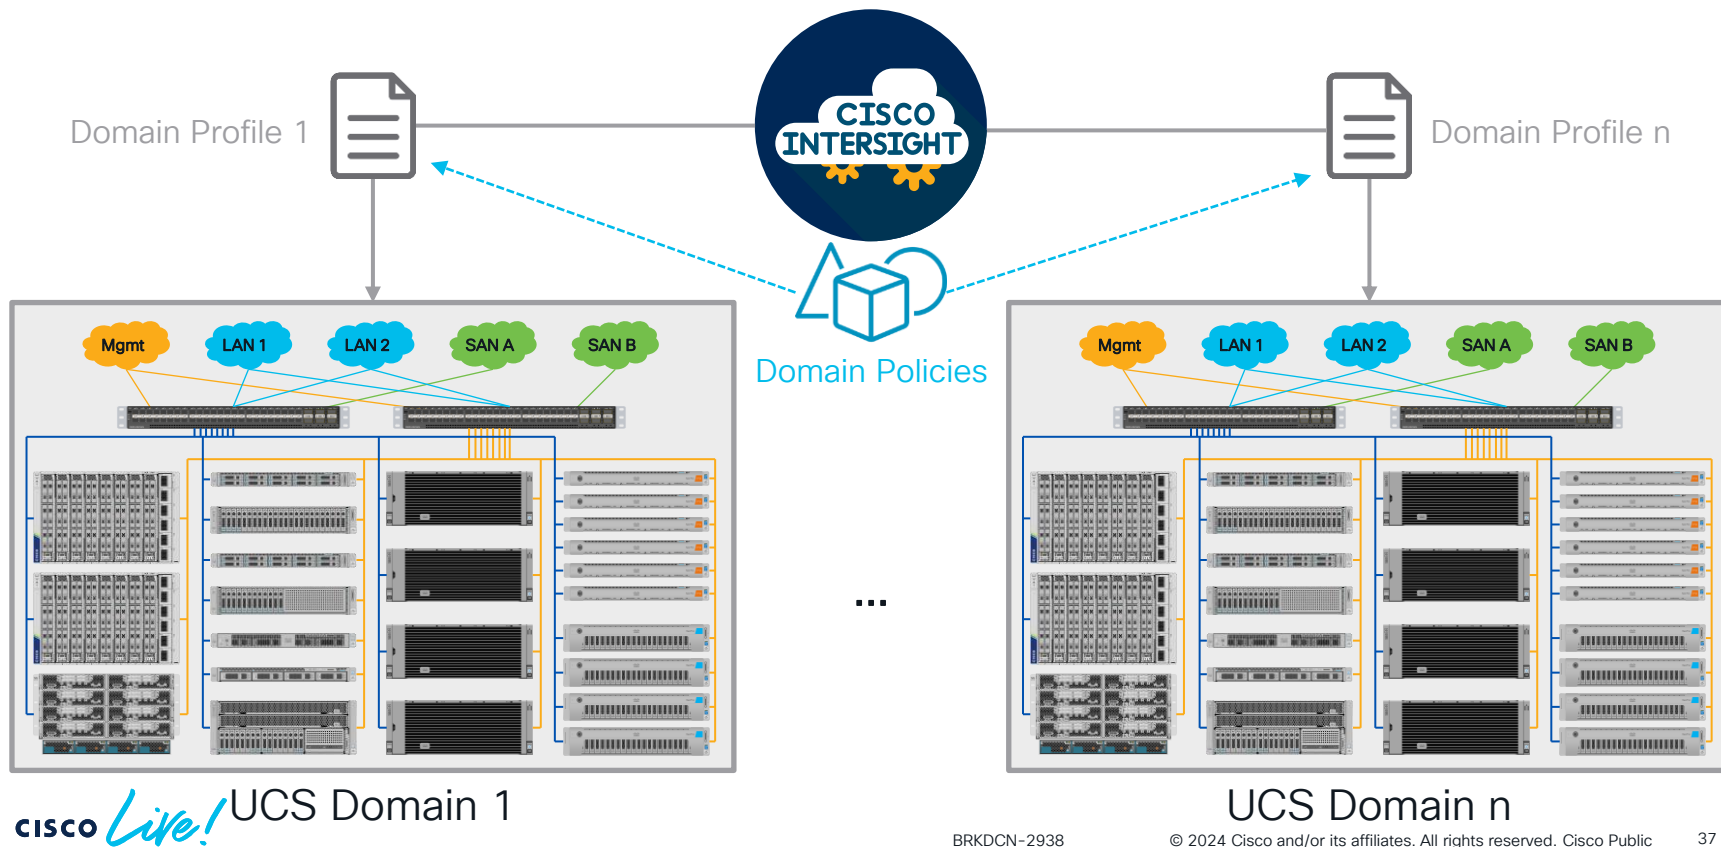 CISCO
INTERSIGHT
Domain Profile 1
Domain Profile n
Domain Policies
Mgmt
LAN 1
LAN 2
SAN A
SAN B
Mgmt
LAN 1
LAN 2
SAN A
SAN B
...
UCS Domain 1
UCS Domain n
CISCO Live!
BRKDCN-2938
© 2024 Cisco and/or its affiliates. All rights reserved. Cisco Public
37